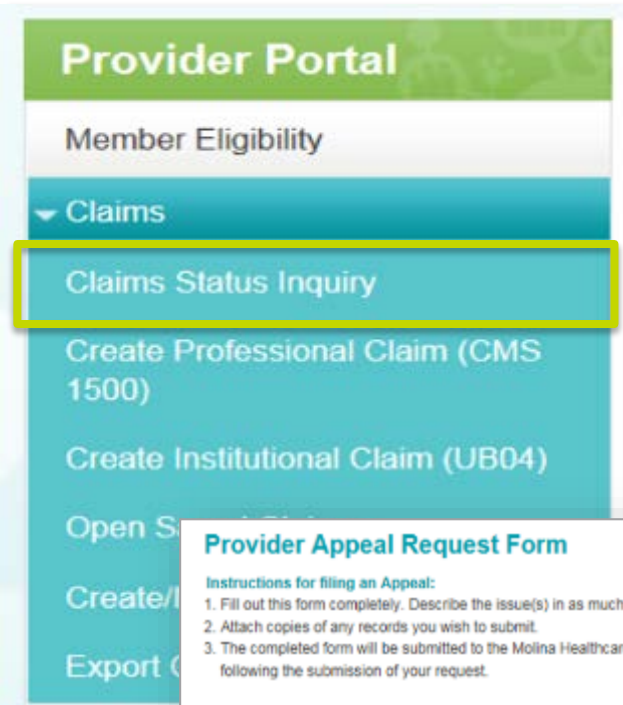 Provider Portal
Member Eligibility
Claims
Claims Status Inquiry
Create Professional Claim (CMS
1500)
Create Institutional Claim (UB04)
Open
Create/
Export
Provider Appeal Request Form
Instructions for filing an Appeal:
1. Fill out this form completely. Describe the issue(s) in as much
2. Attach copies of any records you wish to submit.
3. The completed form will be submitted to the Molina Healthcar
following the submission of your request.